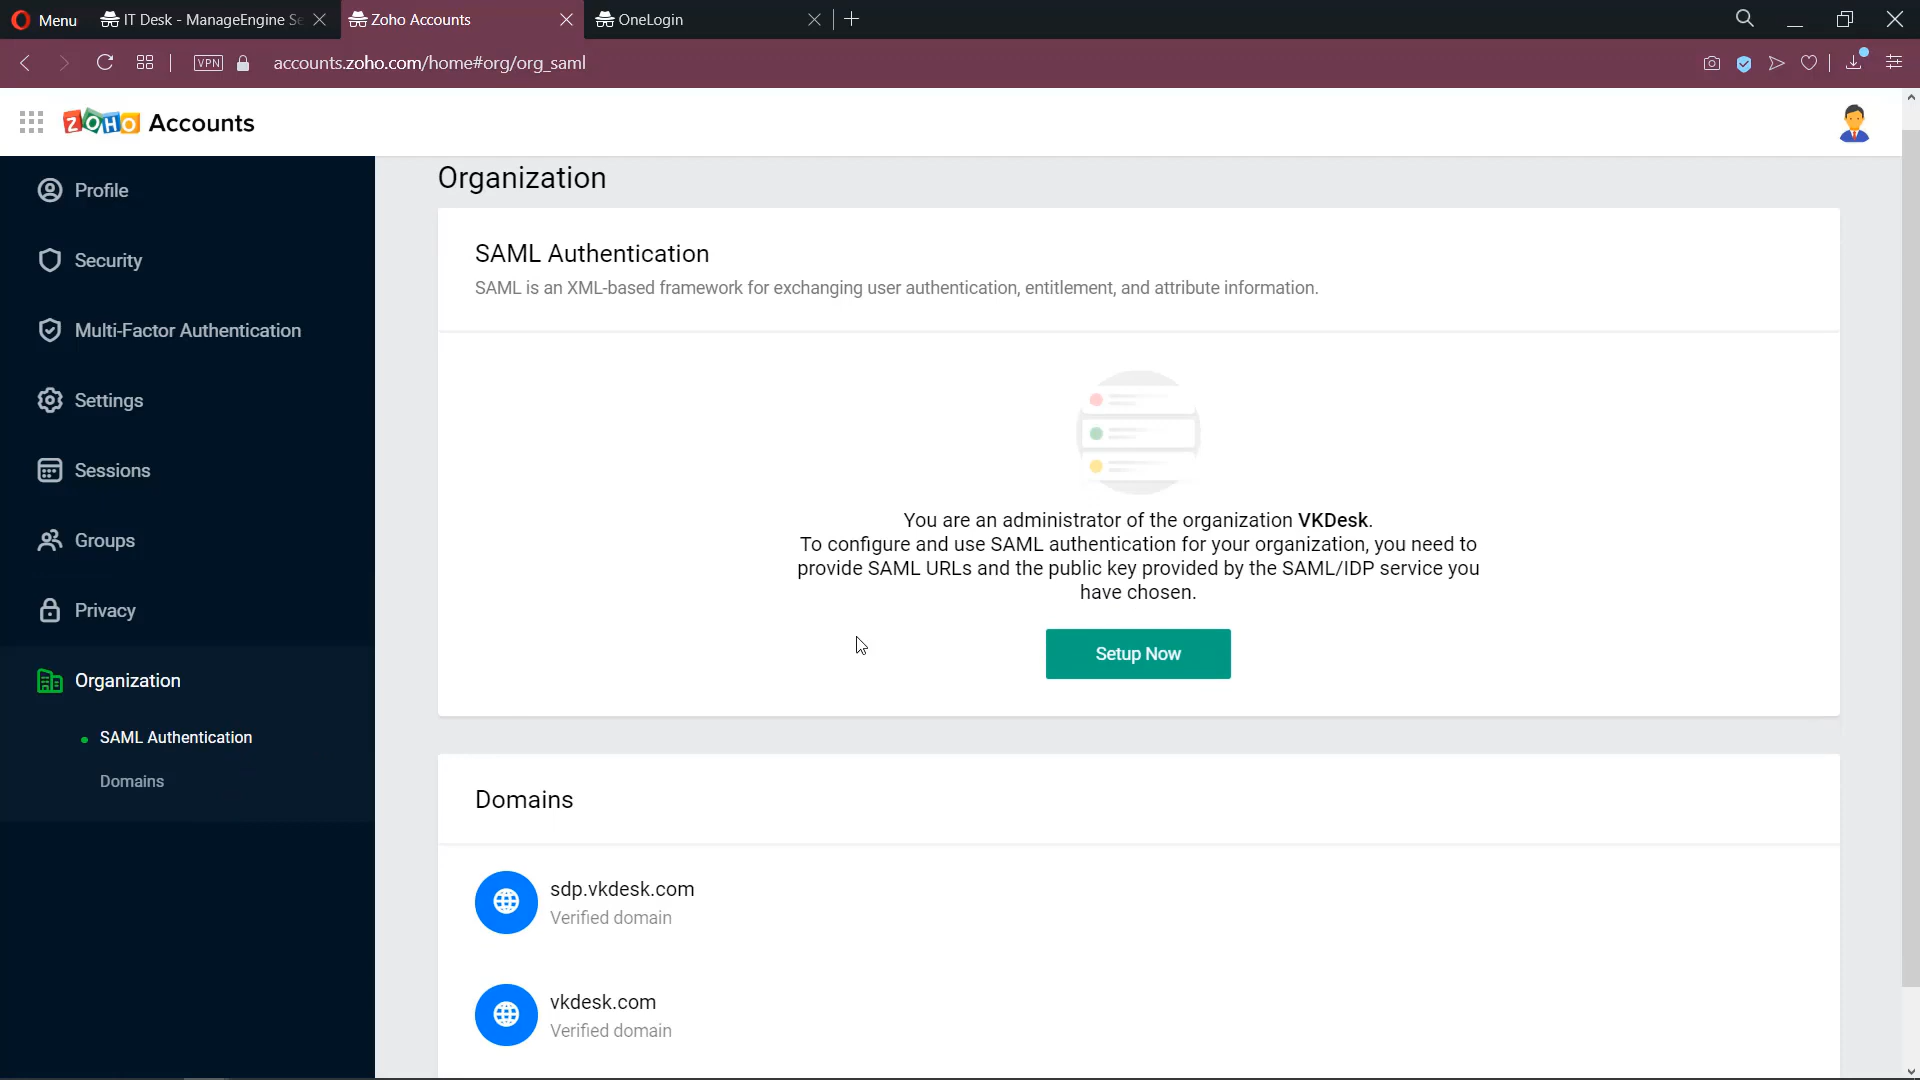 Menu
IT Desk - ManageEngine Se
Zoho Accounts
OneLogin
VPN
accounts.zoho.com/home#org/org_saml
ZOHO Accounts
Profile
Security
Multi-Factor Authentication
Settings
Sessions
Groups
Privacy
Organization
SAML Authentication
Domains
Organization
SAML Authentication
SAML is an XML-based framework for exchanging user authentication, entitlement, and attribute information.
You are an administrator of the organization VKDesk.
To configure and use SAML authentication for your organization, you need to
provide SAML URLs and the public key provided by the SAML/IDP service you
have chosen.
Setup Now
Domains
sdp.vkdesk.com
Verified domain
vkdesk.com
Verified domain